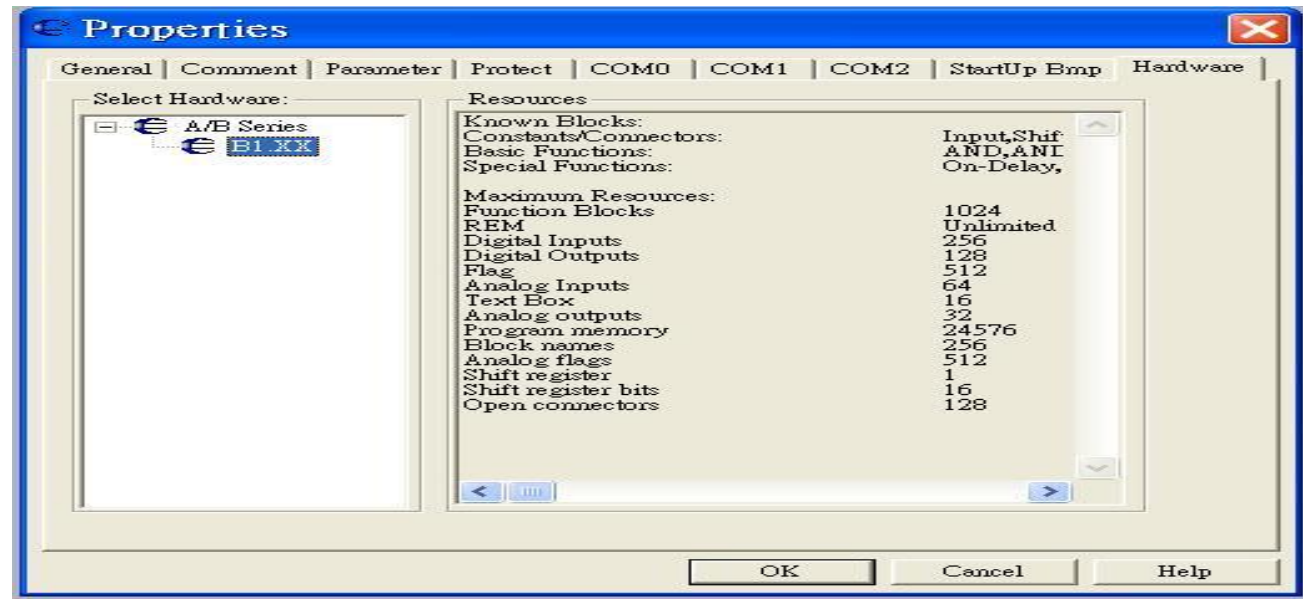 Properties
General Comment Parameter Protect COM0 COM1 COM2 StartUp Bmp Hardware
Select Hardware:
A/B Series
B1.XX
Resources
Known Blocks:
Constants/Connectors: Input,Shif
Basic Functions: AND,AND
Special Functions: On-Delay,
Maximum Resources:
Function Blocks 1024
REM Unlimited
Digital Inputs 256
Digital Outputs 128
Flag 512
Analog Inputs 64
Text Box 16
Analog outputs 32
Program memory 24576
Block names 256
Analog flags 512
Shift register 1
Shift register bits 16
Open connectors 128
OK Cancel Help